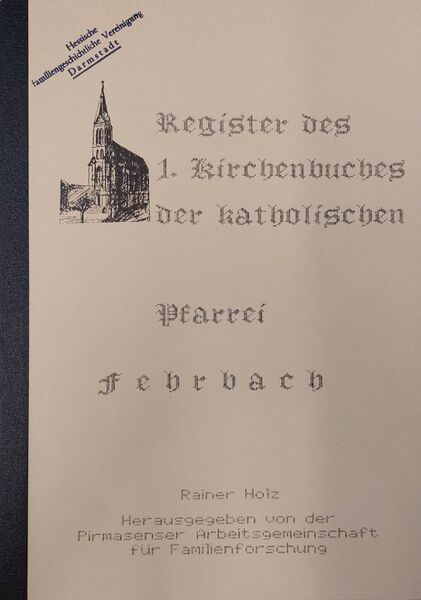 Hessische
familiengeschichtliche Vereinigung
Darmstadt
Register des
1. Kirchenbuches
der katholischen
Pfarrei
Fehrbach
Rainer Holz
Herausgegeben von der
Pirmasenser Arbeitsgemeinschaft
für Familienforschung